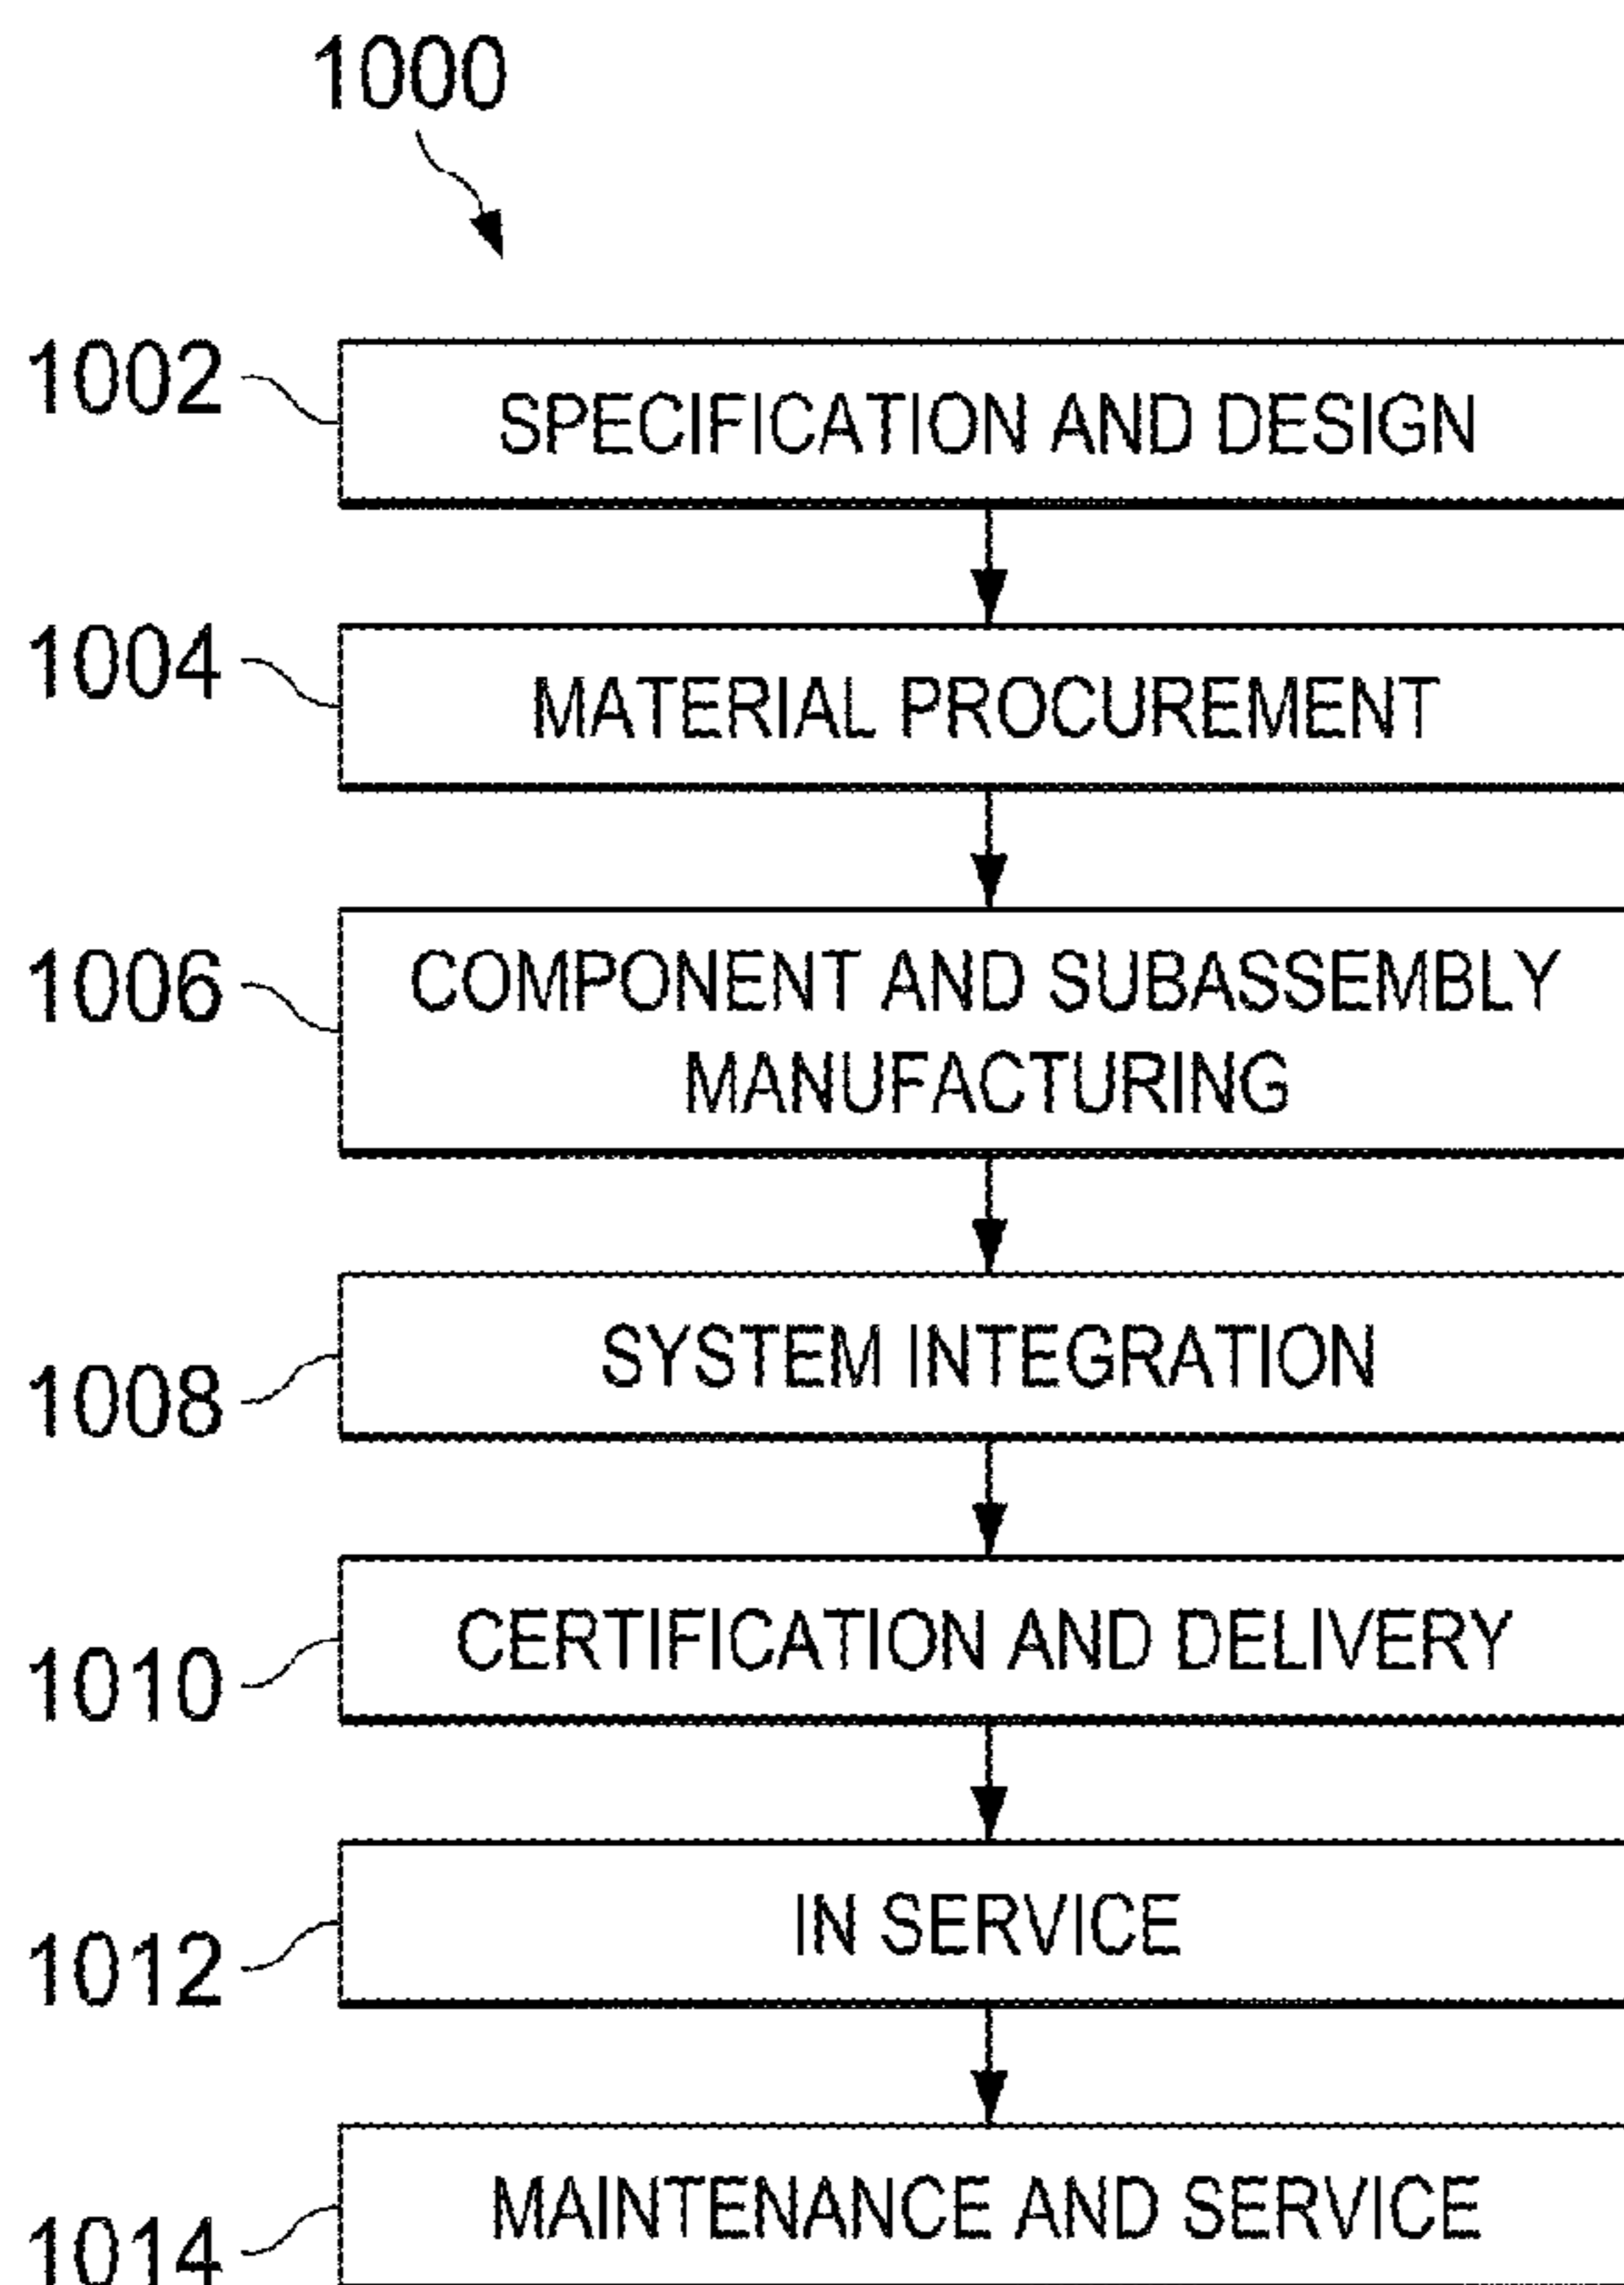 1000
1002
SPECIFICATION AND DESIGN
1004
MATERIAL PROCUREMENT
1006
COMPONENT AND SUBASSEMBLY
MANUFACTURING
1008
SYSTEM INTEGRATION
1010
CERTIFICATION AND DELIVERY
1012
IN SERVICE
1014
MAINTENANCE AND SERVICE